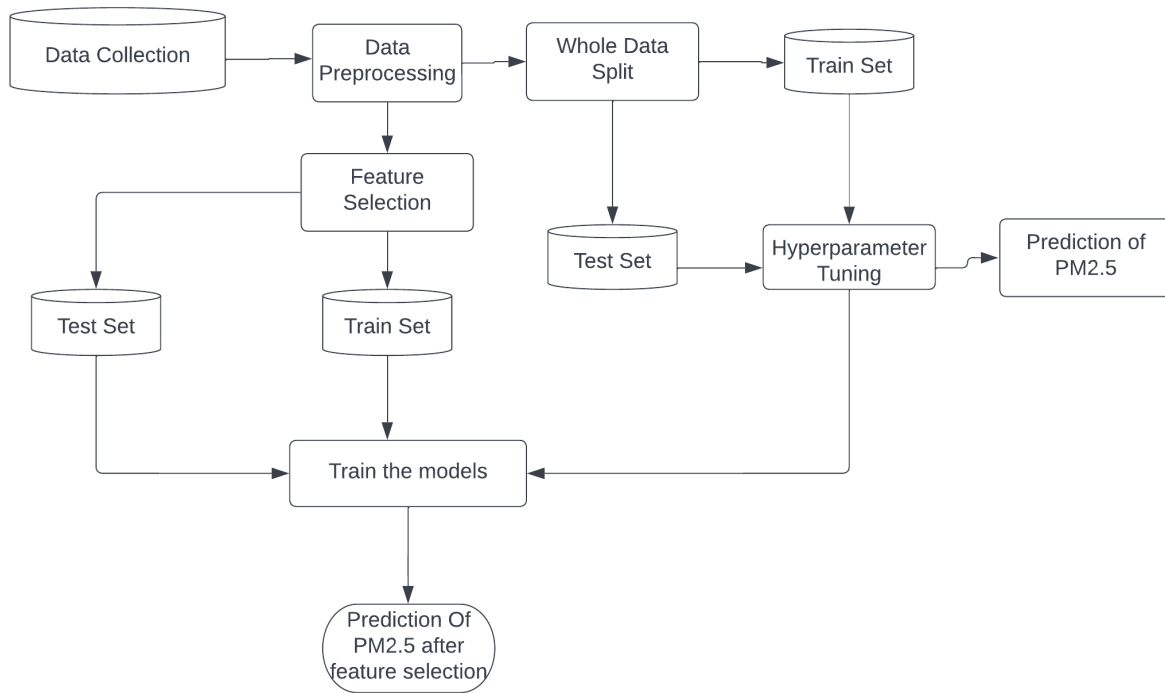 Data Collection
Data
Preprocessing
Whole Data
Split
Train Set
Feature
Selection
Test Set
Hyperparameter
Tuning
Prediction of
PM2.5
Test Set
Train Set
Train the models
Prediction Of
PM2.5 after
feature selection